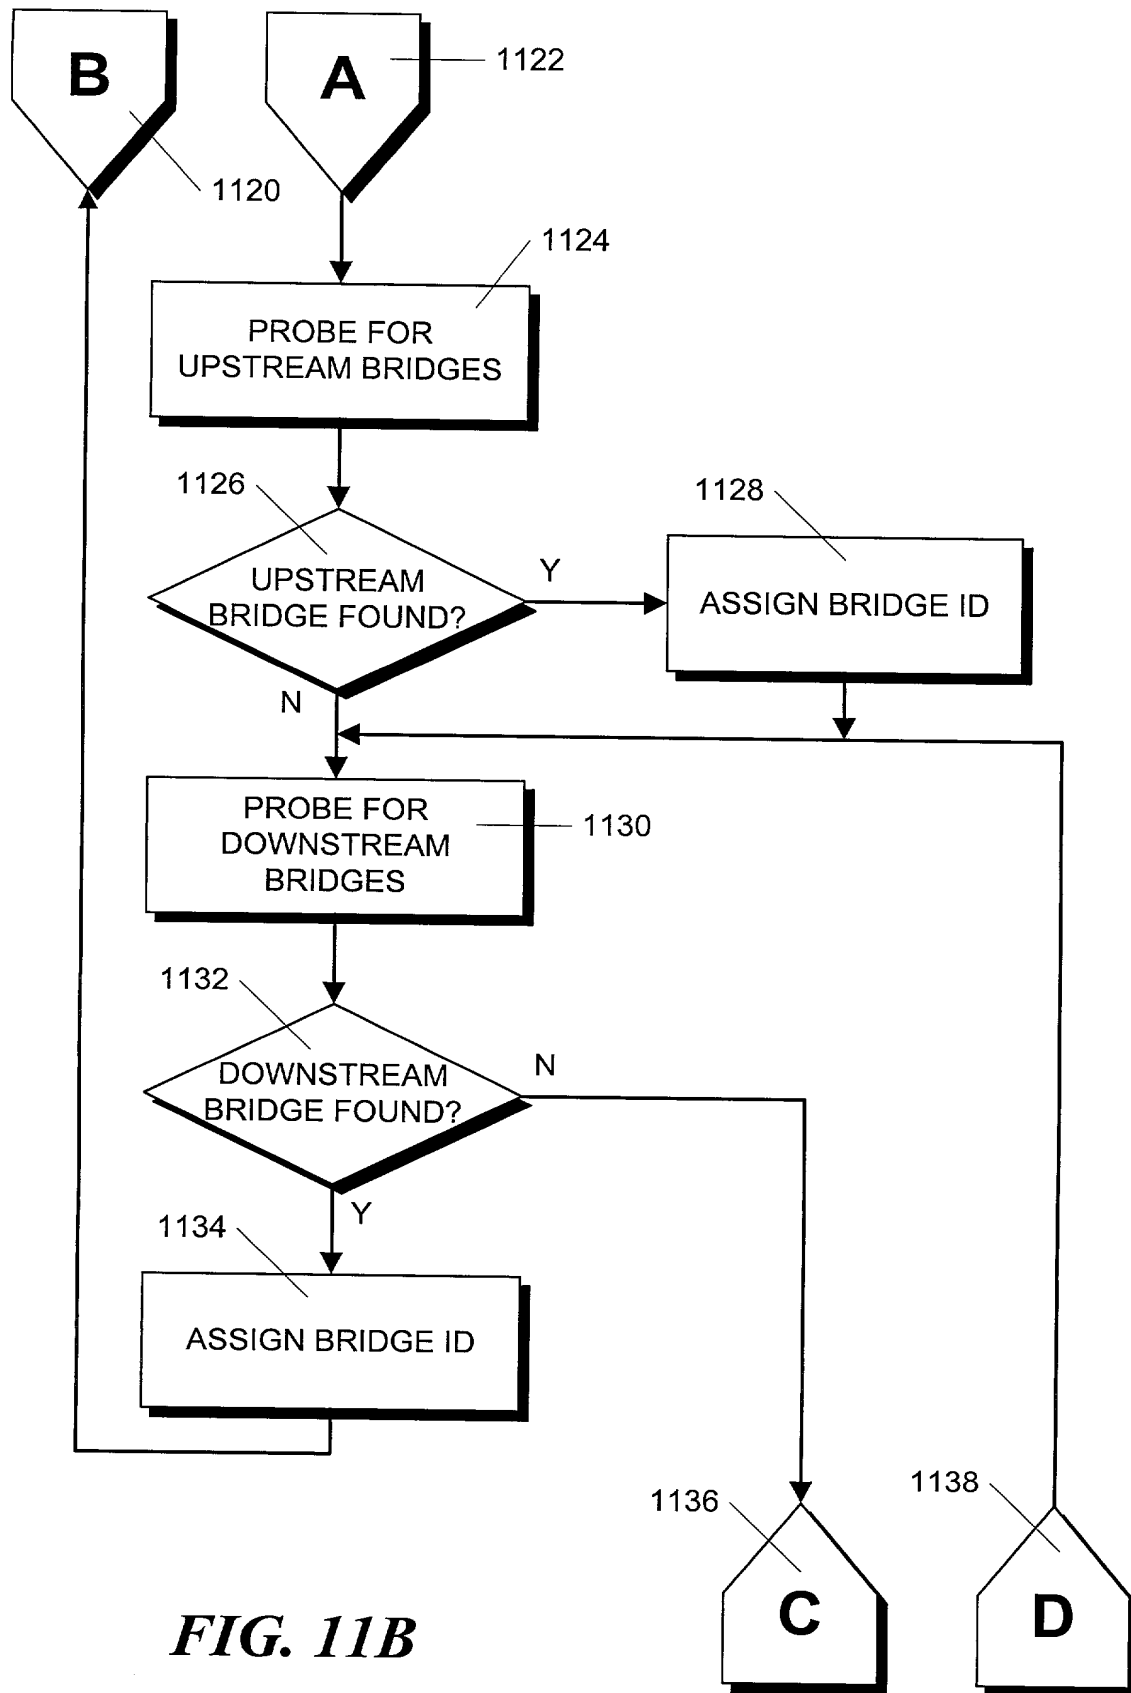 B
A
1122
1120
1124
PROBE FOR
UPSTREAM BRIDGES
1126
1128
UPSTREAM
BRIDGE FOUND?
Y
ASSIGN BRIDGE ID
N
PROBE FOR
DOWNSTREAM
BRIDGES
1130
1132
DOWNSTREAM
BRIDGE FOUND?
N
Y
1134
ASSIGN BRIDGE ID
1136
1138
C
D
FIG. 11B